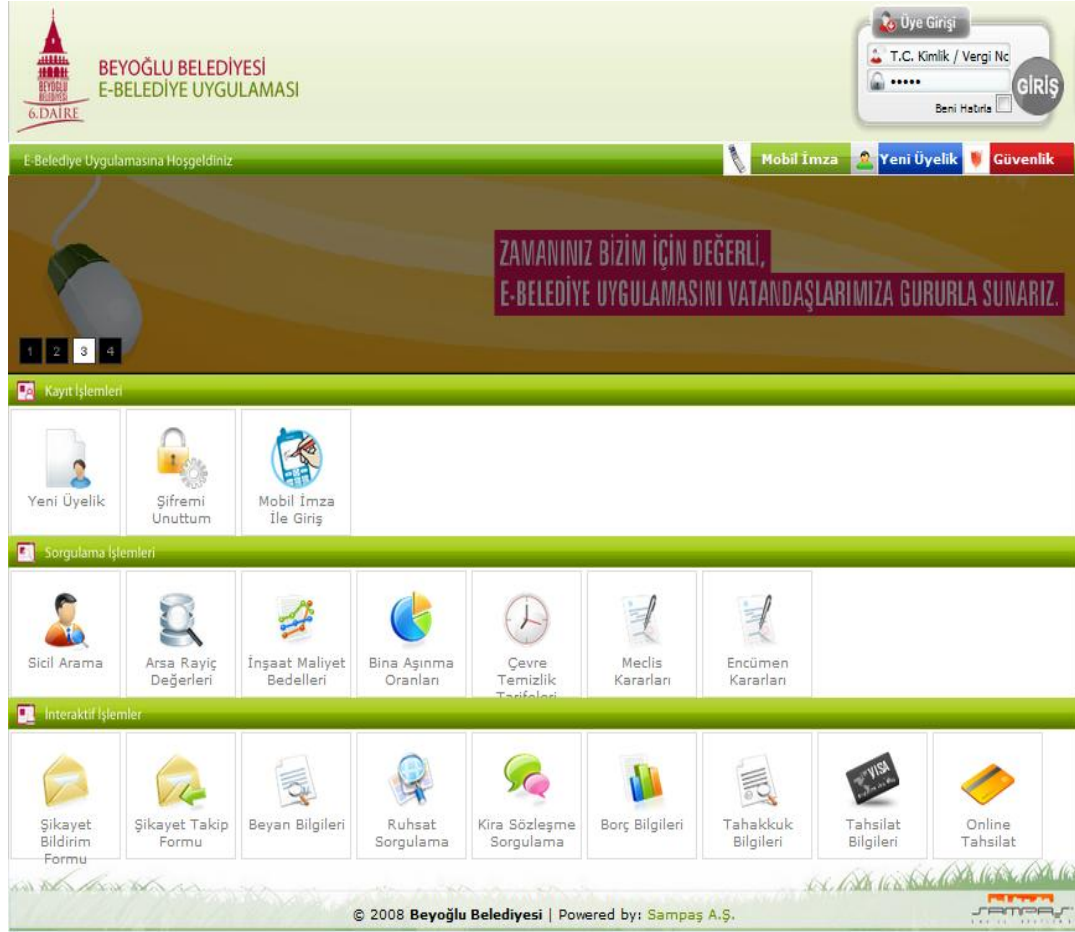 BEYOĞLU
BELEDİYESİ
6.DAİRE
BEYOĞLU BELEDİYESİ
E-BELEDİYE UYGULAMASI
Üye Girişi
T.C. Kimlik / Vergi No
•••••
GİRİŞ
Beni Hatırla
E-Belediye Uygulamasına Hoşgeldiniz
Mobil İmza
Yeni Üyelik
Güvenlik
ZAMANINIZ BİZİM İÇİN DEĞERLİ,
E-BELEDİYE UYGULAMASINI VATANDAŞLARIMIZA GURURLA SUNARIZ.
1 2 3 4
Kayıt İşlemleri
Yeni Üyelik
Şifremi
Unuttum
Mobil İmza
İle Giriş
Sorgulama İşlemleri
Sicil Arama
Arsa Rayiç
Değerleri
İnşaat Maliyet
Bedelleri
Bina Aşınma
Oranları
Çevre
Temizlik
Tarifeleri
Meclis
Kararları
Encümen
Kararları
İnteraktif İşlemler
Şikayet
Bildirim
Formu
Şikayet Takip
Formu
Beyan Bilgileri
Ruhsat
Sorgulama
Kira Sözleşme
Sorgulama
Borç Bilgileri
Tahakkuk
Bilgileri
VISA
Tahsilat
Bilgileri
Online
Tahsilat
© 2008 Beyoğlu Belediyesi | Powered by: Sampaş A.Ş.
SAMPAŞ